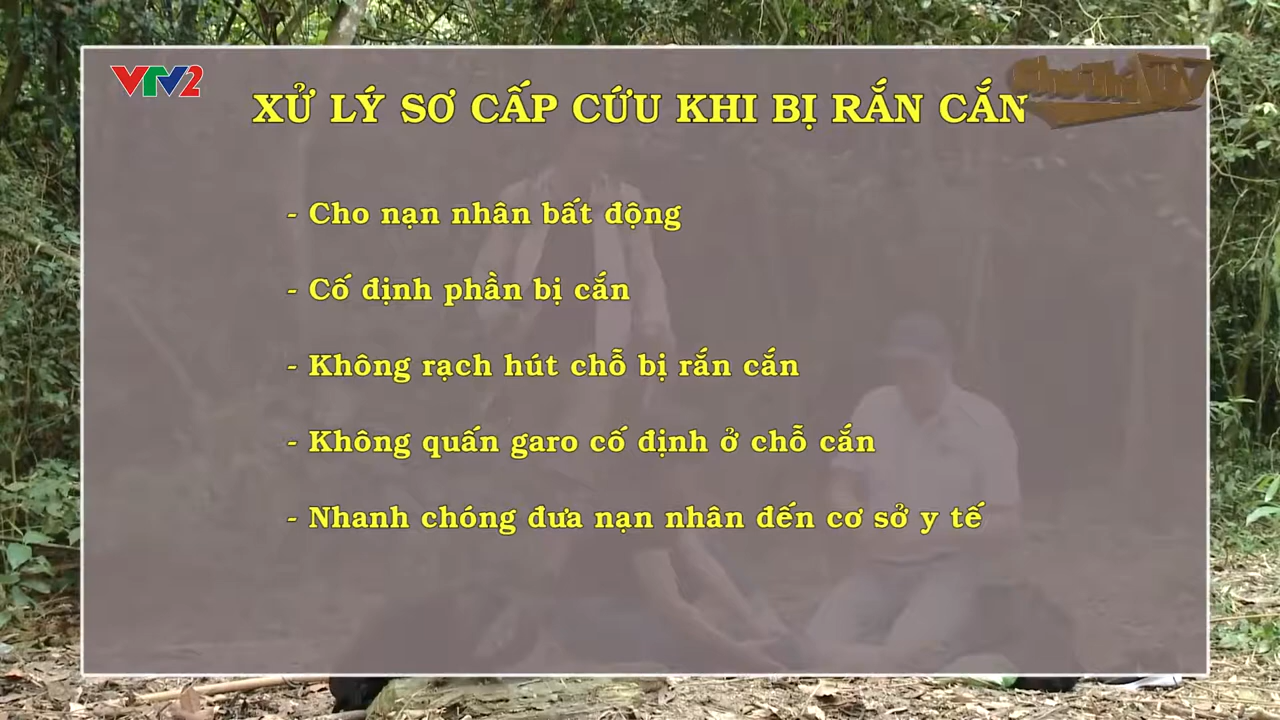 VTV2
XỬ LÝ SƠ CẤP CỨU KHI BỊ RẮN CẮN
- Cho nạn nhân bất động
- Cố định phần bị cắn
- Không rạch hút chỗ bị rắn cắn
- Không quấn garo cố định ở chỗ cắn
- Nhanh chóng đưa nạn nhân đến cơ sở y tế